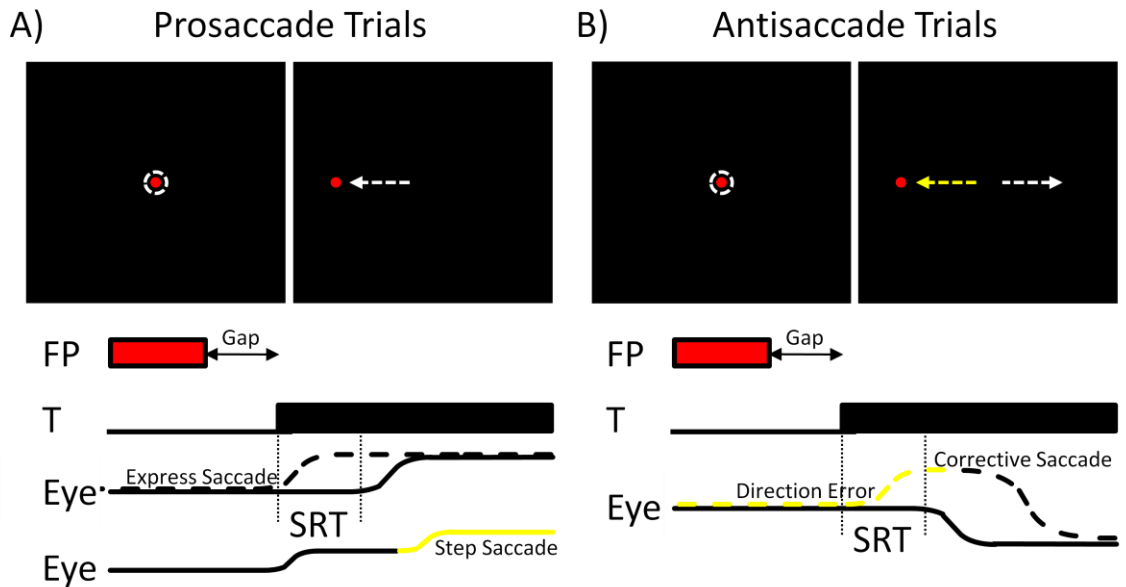 A) Prosaccade Trials
FP
Gap
T
Express Saccade
Eye
SRT
Eye
Step Saccade
B) Antisaccade Trials
FP
Gap
T
Corrective Saccade
Direction Error
Eye
SRT